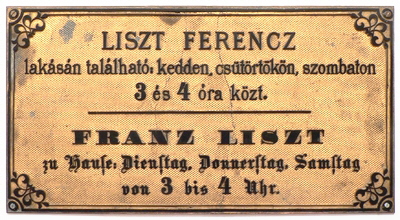 LISZT FERENCZ
lakásán található: kedden, csütörtökön, szombaton
3 és 4 óra közt.
FRANZ LISZT
zu Hause: Dienstag, Donnerstag, Samstag
von 3 bis 4 Uhr.